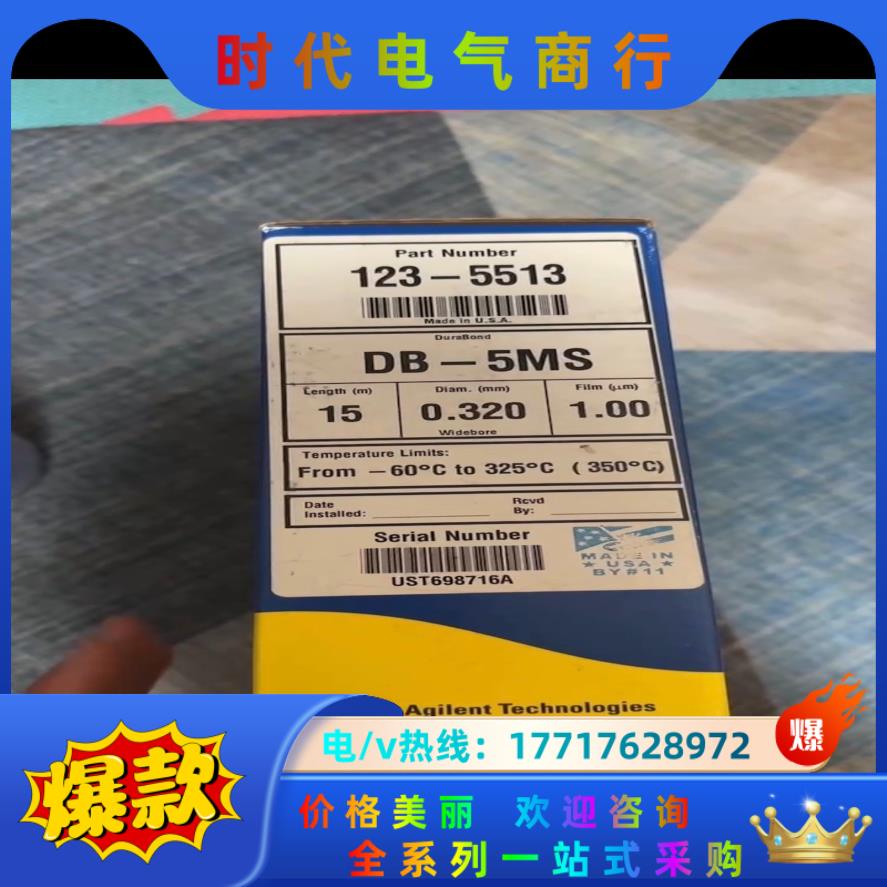 时代电气商行
Part Number
123-5513
Made in U.S.A.
DuraBond
DB-5MS
Length (m)
Diam. (mm)
Film (μm)
15
0.320
1.00
Widebore
Temperature Limits:
From -60°C to 325°C (350°C)
Date
Installed:
Rcvd
By:
Serial Number
UST698716A
MADE IN
★ USA ★
BY #11
Agilent Technologies
电/v热线：17717628972
爆
爆款
价格美丽 欢迎咨询
全系列一站式采购